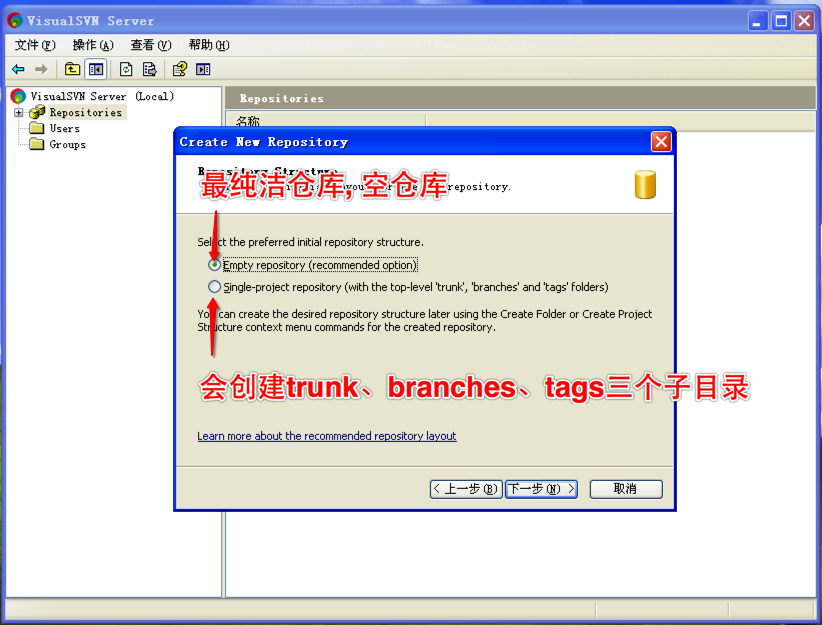 VisualSVN Server
文件(F) 操作(A) 查看(V) 帮助(H)
VisualSVN Server (Local)
Repositories
Users
Groups
Repositories
名称
Create New Repository
Repository Structure
最纯洁仓库, 空仓库
repository.
Select the preferred initial repository structure.
Empty repository (recommended option)
Single-project repository (with the top-level 'trunk', 'branches' and 'tags' folders)
You can create the desired repository structure later using the Create Folder or Create Project
Structure context menu commands for the created repository.
会创建trunk、branches、tags三个子目录
Learn more about the recommended repository layout
< 上一步(B) 下一步(N) > 取消